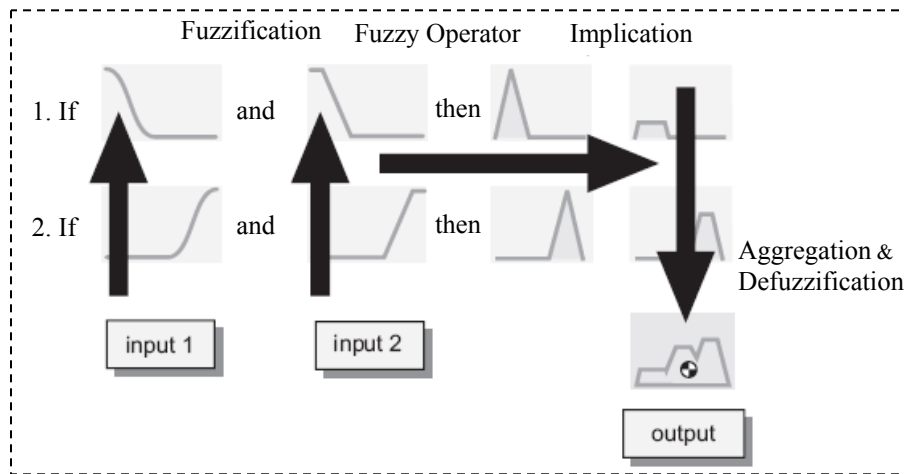 Fuzzification Fuzzy Operator Implication
1. If and then
2. If and then
Aggregation &
Defuzzification
input 1 input 2
output